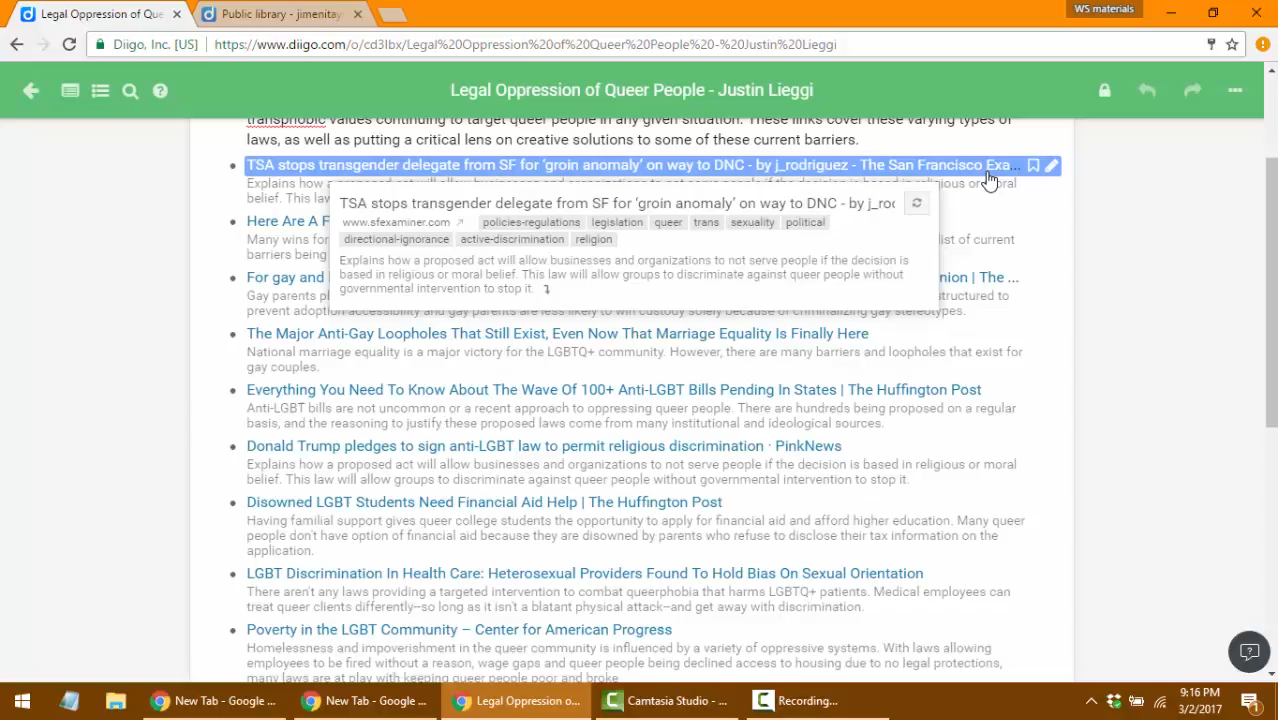 Legal Oppression of Que
Public library - jimenitay
WS materials
Diigo, Inc. [US]
https://www.diigo.com/o/cd3lbx/Legal%20Oppression%20of%20Queer%20People%20-%20Justin%20Lieggi
Legal Oppression of Queer People - Justin Lieggi
transphobic values continuing to target queer people in any given situation. These links cover these varying types of
laws, as well as putting a critical lens on creative solutions to some of these current barriers.
TSA stops transgender delegate from SF for ‘groin anomaly’ on way to DNC - by j_rodriguez - The San Francisco Exa...
Explains how a
belief. This law
TSA stops transgender delegate from SF for ‘groin anomaly’ on way to DNC - by j_ro
www.sfexaminer.com
policies-regulations legislation queer trans sexuality political
directional-ignorance active-discrimination religion
Explains how a proposed act will allow businesses and organizations to not serve people if the decision is
based in religious or moral belief. This law will allow groups to discriminate against queer people without
governmental intervention to stop it.
Here Are A F
Many wins for
list of current
barriers being
For gay and
nion | The ...
Gay parents p
structured to
prevent adoption accessibility and gay parents are less likely to win custody solely because of criminalizing gay stereotypes.
The Major Anti-Gay Loopholes That Still Exist, Even Now That Marriage Equality Is Finally Here
National marriage equality is a major victory for the LGBTQ+ community. However, there are many barriers and loopholes that exist for
gay couples.
Everything You Need To Know About The Wave Of 100+ Anti-LGBT Bills Pending In States | The Huffington Post
Anti-LGBT bills are not uncommon or a recent approach to oppressing queer people. There are hundreds being proposed on a regular
basis, and the reasoning to justify these proposed laws come from many institutional and ideological sources.
Donald Trump pledges to sign anti-LGBT law to permit religious discrimination · PinkNews
Explains how a proposed act will allow businesses and organizations to not serve people if the decision is based in religious or moral
belief. This law will allow groups to discriminate against queer people without governmental intervention to stop it.
Disowned LGBT Students Need Financial Aid Help | The Huffington Post
Having familial support gives queer college students the opportunity to apply for financial aid and afford higher education. Many queer
people don't have option of financial aid because they are disowned by parents who refuse to disclose their tax information on the
application.
LGBT Discrimination In Health Care: Heterosexual Providers Found To Hold Bias On Sexual Orientation
There aren't any laws providing a targeted intervention to combat queerphobia that harms LGBTQ+ patients. Medical employees can
treat queer clients differently--so long as it isn't a blatant physical attack--and get away with discrimination.
Poverty in the LGBT Community – Center for American Progress
Homelessness and impoverishment in the queer community is influenced by a variety of oppressive systems. With laws allowing
employees to be fired without a reason, wage gaps and queer people being declined access to housing due to no legal protections,
many laws are at play with keeping queer people poor and broke
New Tab - Google ...
New Tab - Google ...
Legal Oppression o...
Camtasia Studio - ...
Recording...
9:16 PM
3/2/2017